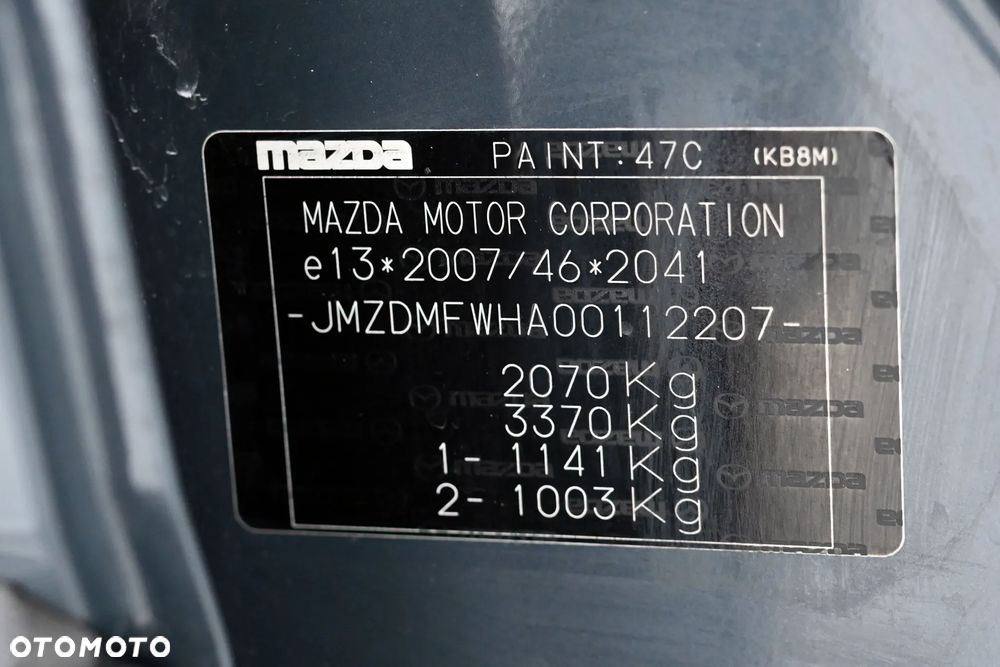 mazda PAINT:47C (KB8M)
MAZDA MOTOR CORPORATION
e13*2007/46*2041
-JMZDMFWHA00112207-
2070Kg
3370Kg
1- 1141Kg
2- 1003Kg
OTOMOTO